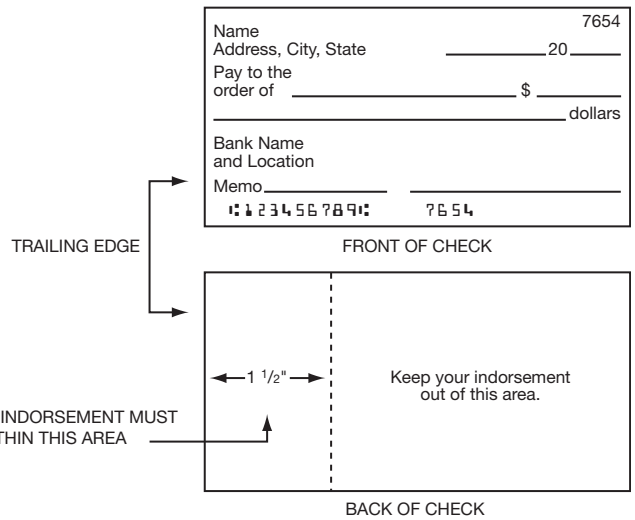 7654
Name
Address, City, State 20
Pay to the
order of $
dollars
Bank Name
and Location
Memo
⑆123456789⑆ 7654
TRAILING EDGE
FRONT OF CHECK
1 1/2"
Keep your indorsement
out of this area.
INDORSEMENT MUST
THIN THIS AREA
BACK OF CHECK